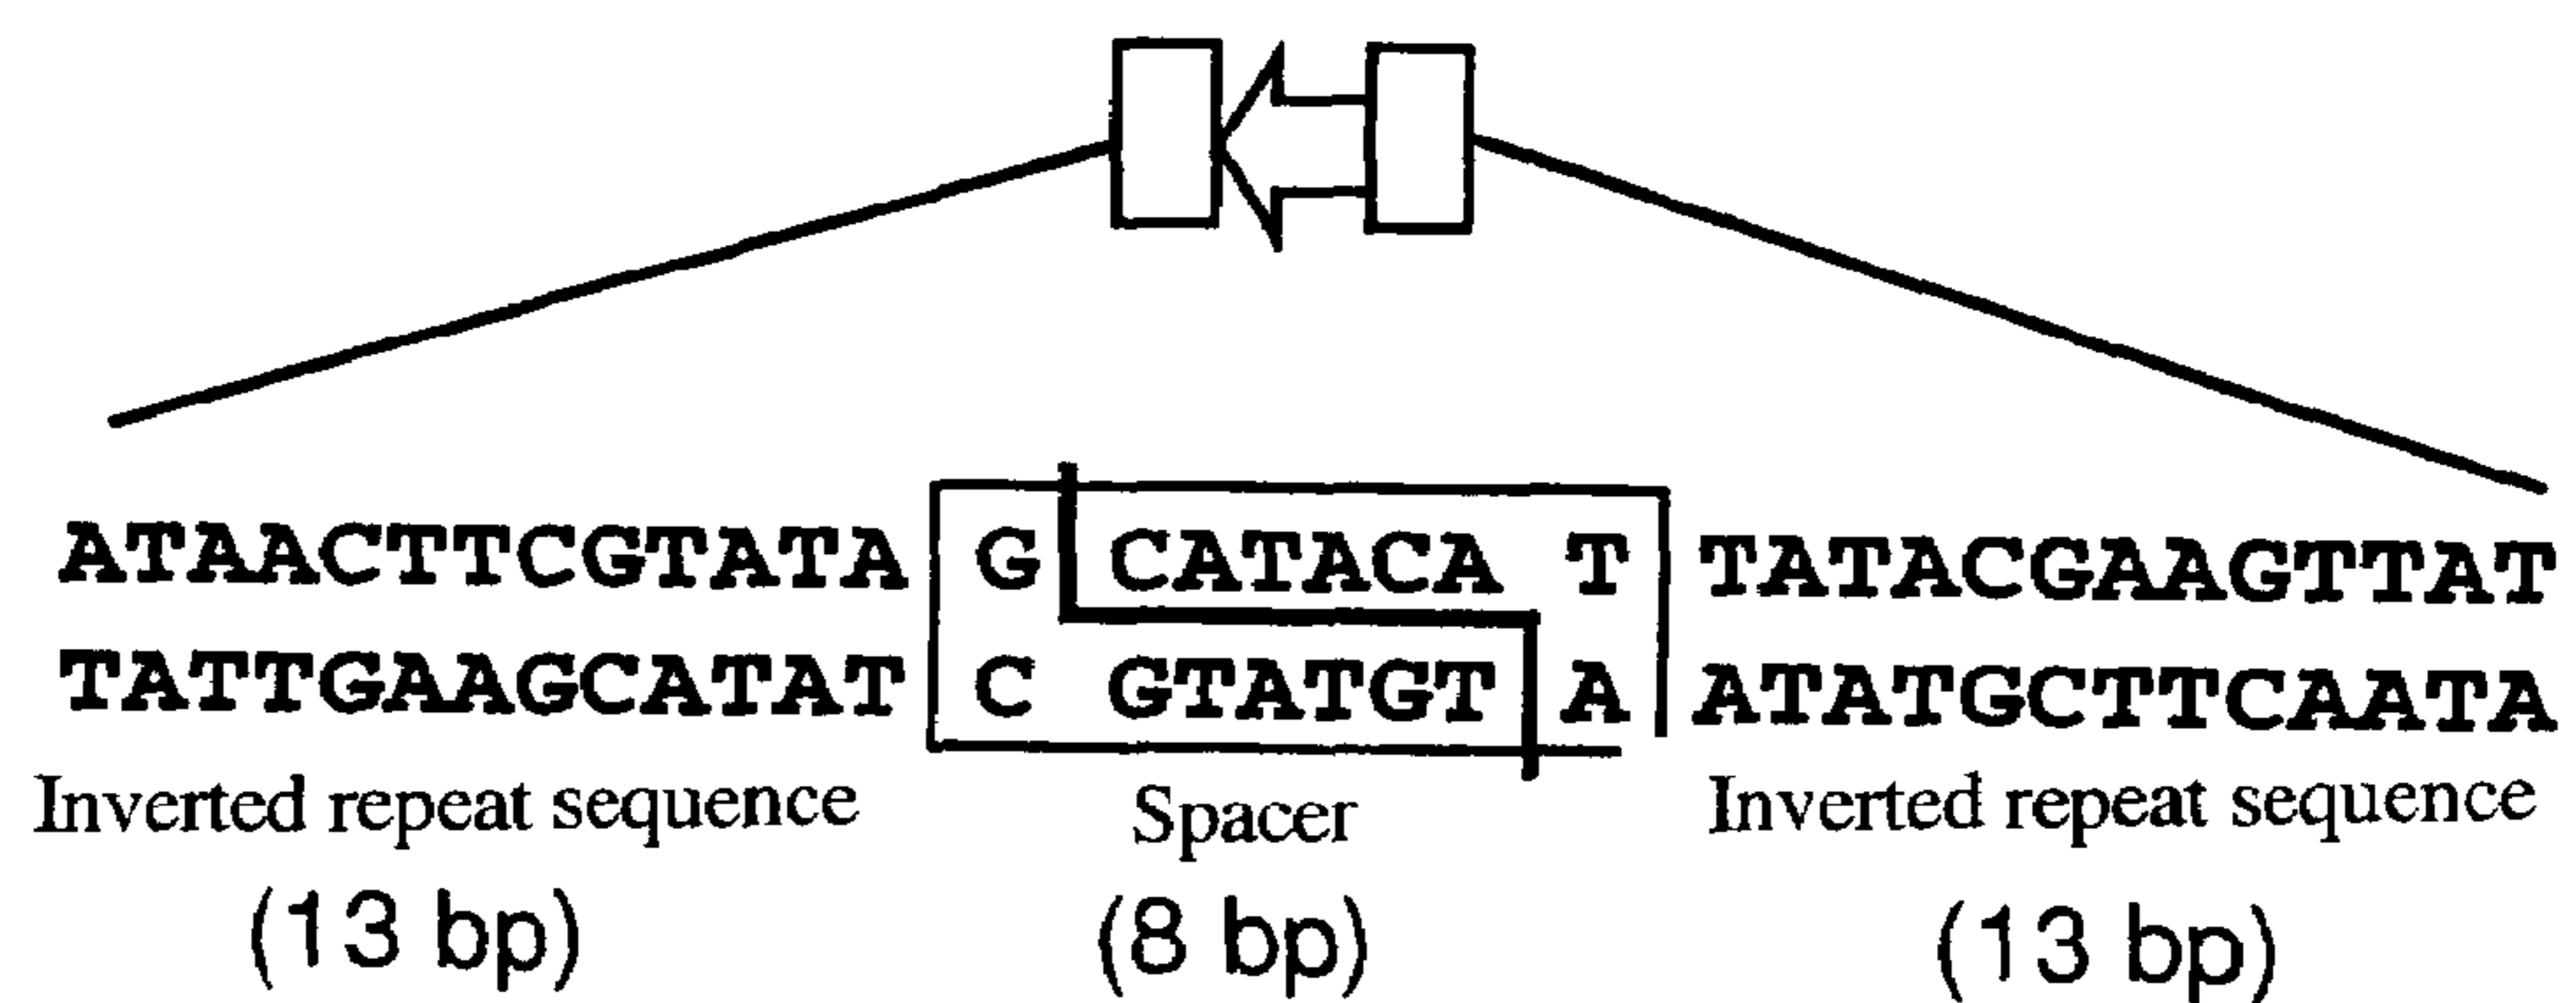 ATAACTTCGTATA G CATACA T TATACGAAGTTAT
TATTGAAGCATAT C GTATGT A ATATGCTTCAATA
Inverted repeat sequence Spacer Inverted repeat sequence
(13 bp) (8 bp) (13 bp)